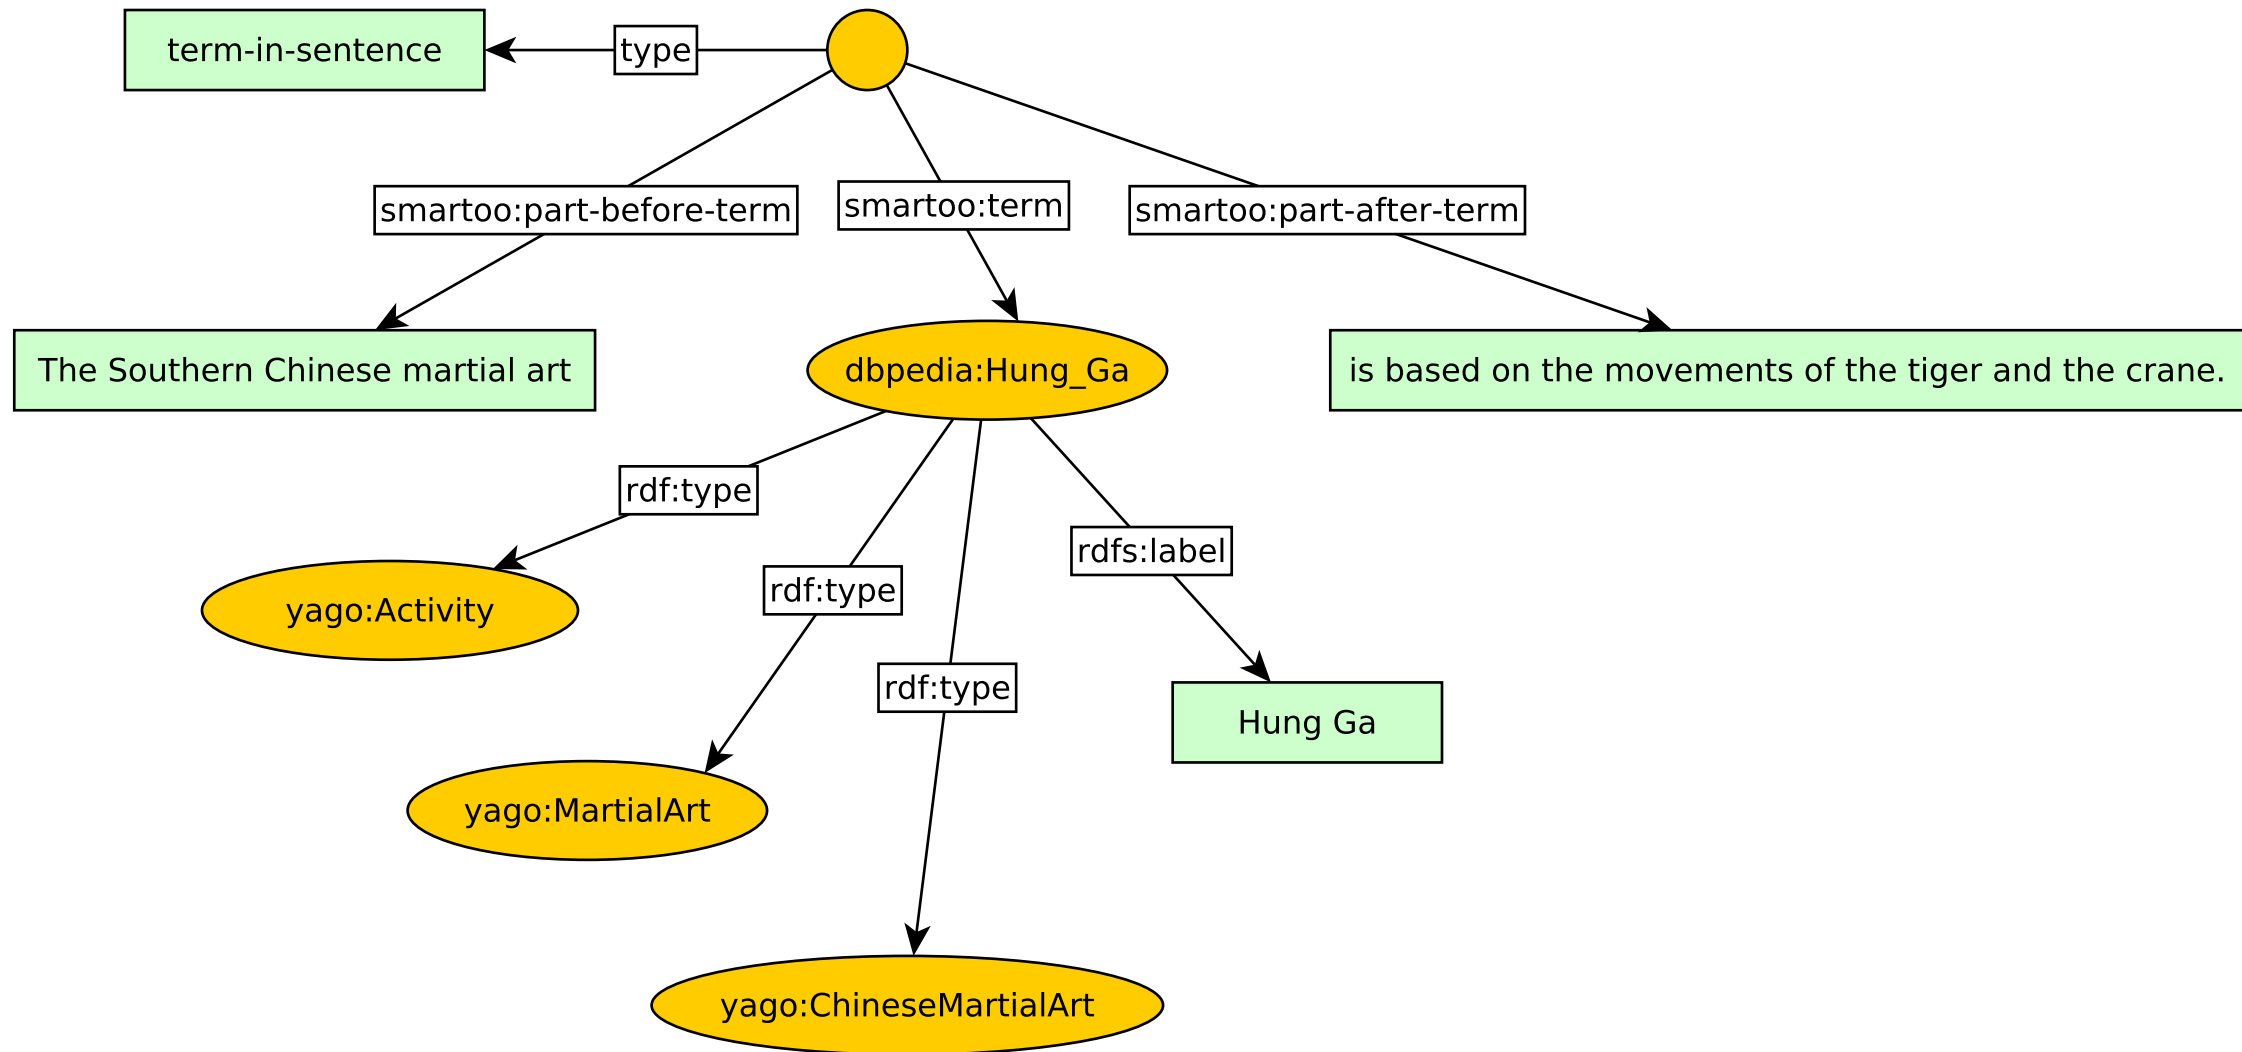 term-in-sentence
type
smartoo:part-before-term
smartoo:term
smartoo:part-after-term
The Southern Chinese martial art
dbpedia:Hung_Ga
is based on the movements of the tiger and the crane.
rdf:type
rdfs:label
rdf:type
yago:Activity
rdf:type
Hung Ga
yago:MartialArt
yago:ChineseMartialArt